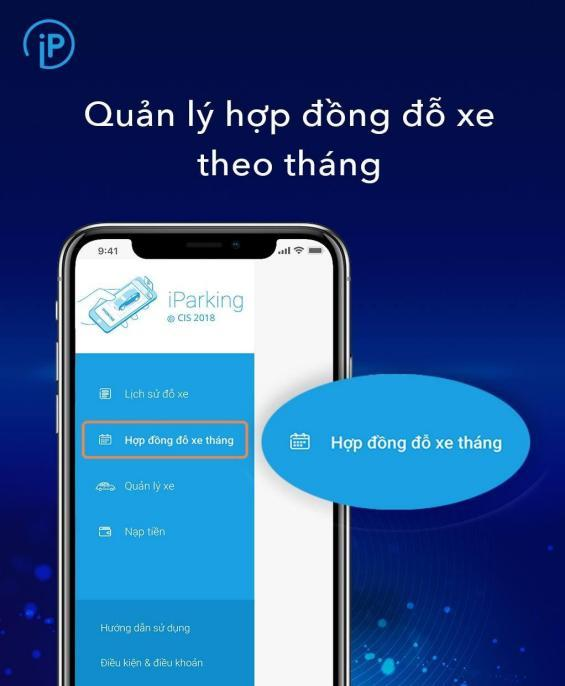 iP
Quản lý hợp đồng đỗ xe
theo tháng
9:41
iParking
@ CIS 2018
Lịch sử đỗ xe
Hợp đồng đỗ xe tháng
Hợp đồng đỗ xe tháng
Quản lý xe
Nạp tiền
Hướng dẫn sử dụng
Điều kiện & điều khoản